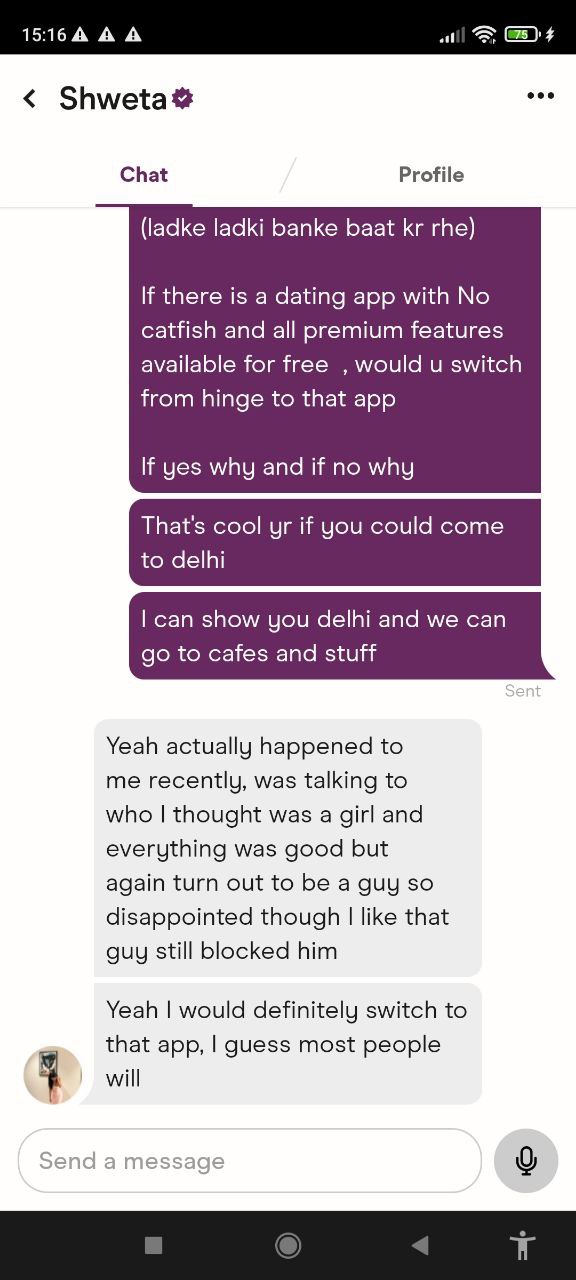 15:16
75
Shweta
Chat
Profile
(ladke ladki banke baat kr rhe)
If there is a dating app with No
catfish and all premium features
available for free , would u switch
from hinge to that app
If yes why and if no why
That's cool yr if you could come
to delhi
I can show you delhi and we can
go to cafes and stuff
Sent
Yeah actually happened to
me recently, was talking to
who I thought was a girl and
everything was good but
again turn out to be a guy so
disappointed though I like that
guy still blocked him
Yeah I would definitely switch to
that app, I guess most people
will
Send a message